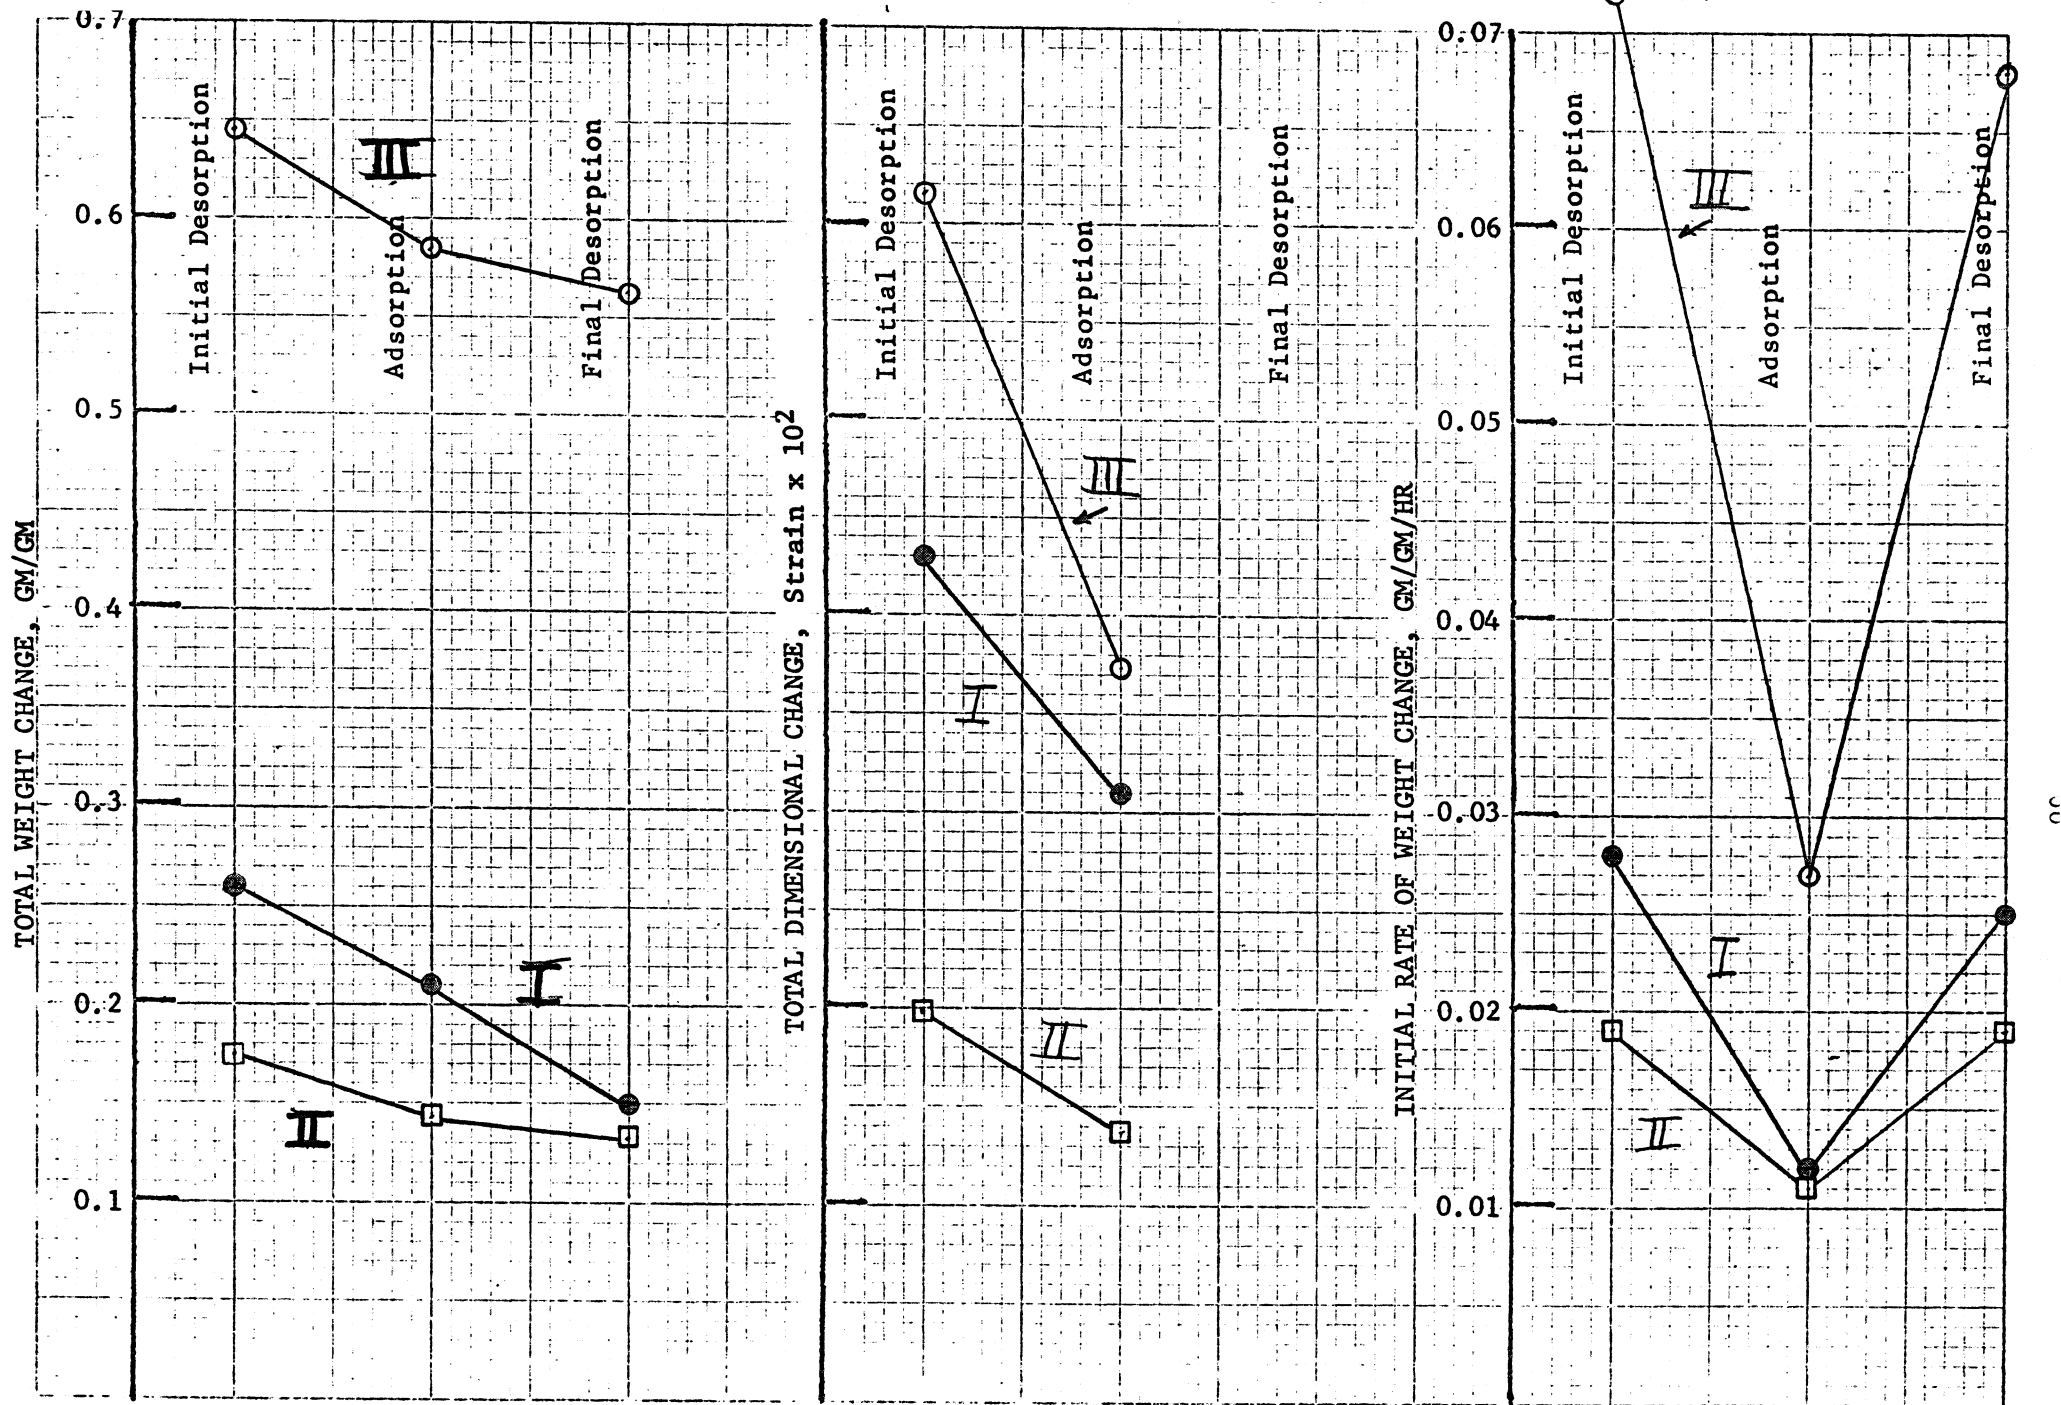 TOTAL WEIGHT CHANGE, GM/GM
0.7
0.6
0.5
0.4
0.3
0.2
0.1
Initial Desorption
Adsorption
Final Desorption
III
I
II
TOTAL DIMENSIONAL CHANGE, Strain x 10²
Initial Desorption
Adsorption
Final Desorption
III
I
II
INITIAL RATE OF WEIGHT CHANGE, GM/GM/HR
0.07
0.06
0.05
0.04
0.03
0.02
0.01
Initial Desorption
Adsorption
Final Desorption
III
I
II